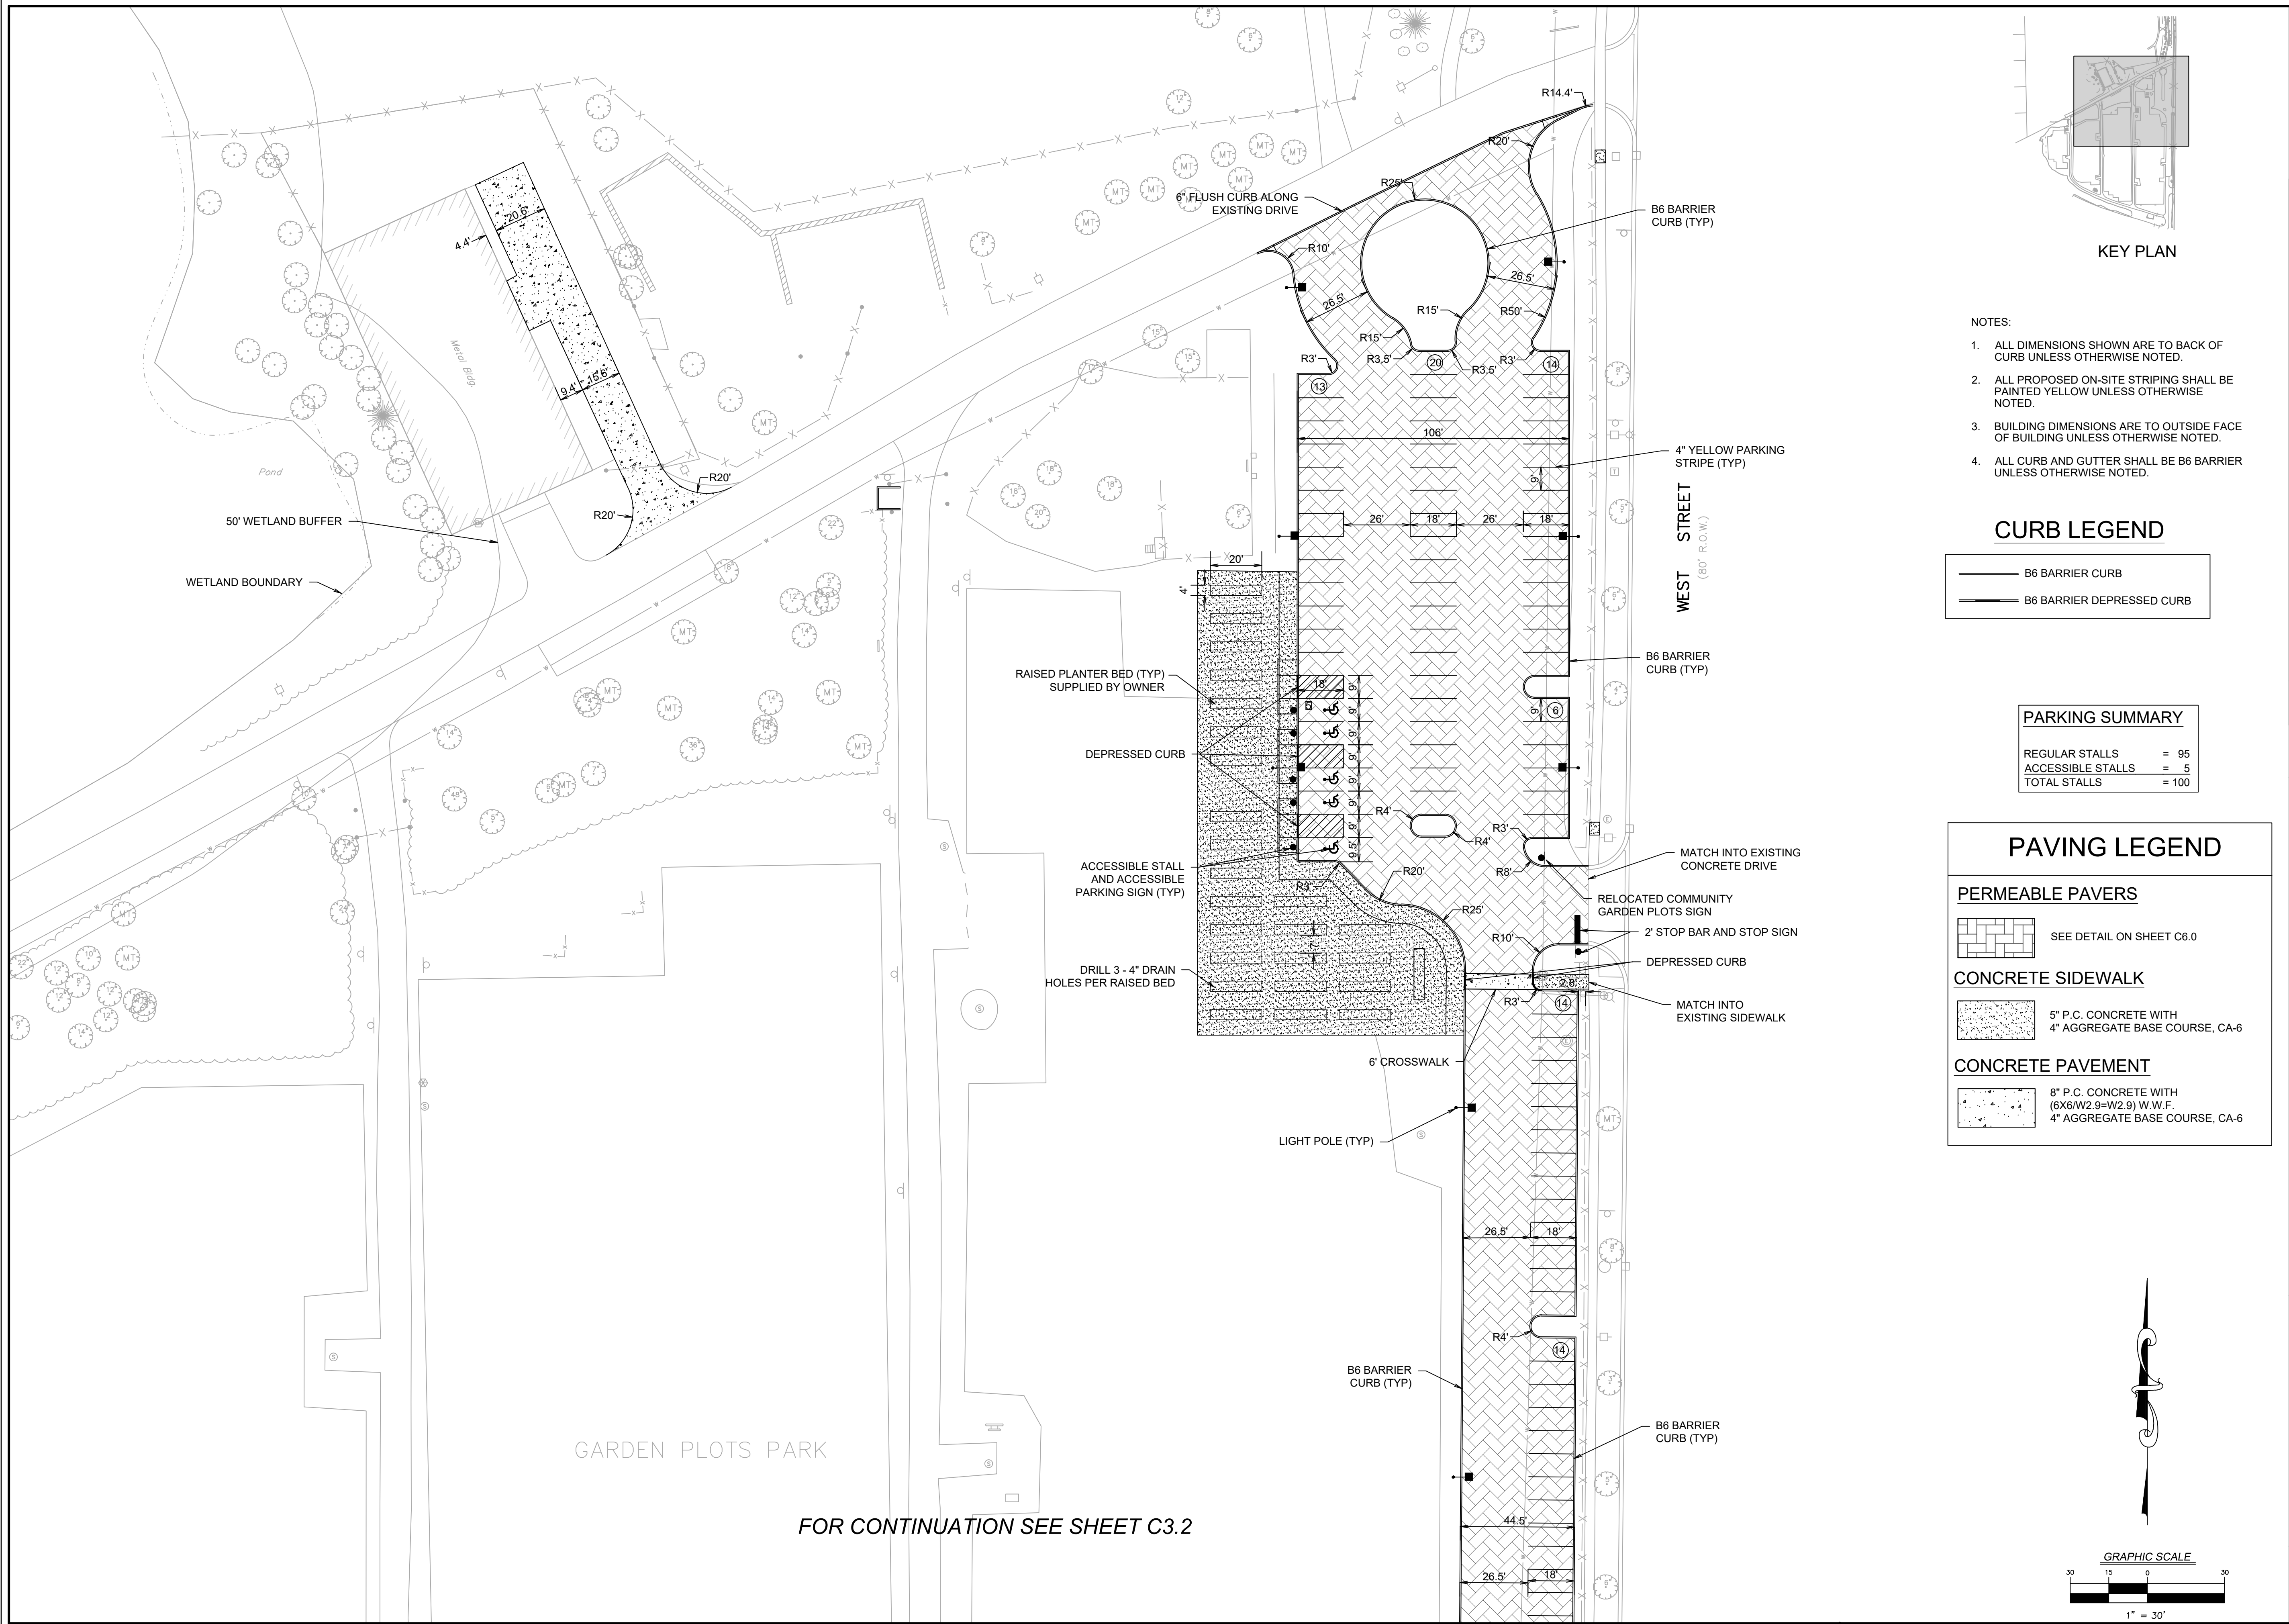 R14.4'
R20'
R25'
6" FLUSH CURB ALONG
EXISTING DRIVE
B6 BARRIER
CURB (TYP)
R10'
26.5'
26.5'
R15'
R15'
R50'
R3'
R3.5'
R3.5'
R3'
20
14
13
106'
4" YELLOW PARKING
STRIPE (TYP)
9'
26'
18'
26'
18'
WEST STREET
(80' R.O.W.)
20.6'
4.4'
9.4'
15.6'
Metal Bldg.
R20'
R20'
Pond
50' WETLAND BUFFER
WETLAND BOUNDARY
20'
4'
RAISED PLANTER BED (TYP)
SUPPLIED BY OWNER
18'
9'
9'
9'
9'
9'
9'
9'
9.5'
B6 BARRIER
CURB (TYP)
9'
6
DEPRESSED CURB
R4'
R4'
R3'
R8'
ACCESSIBLE STALL
AND ACCESSIBLE
PARKING SIGN (TYP)
R3'
R20'
R25'
MATCH INTO EXISTING
CONCRETE DRIVE
RELOCATED COMMUNITY
GARDEN PLOTS SIGN
2' STOP BAR AND STOP SIGN
R10'
DEPRESSED CURB
DRILL 3 - 4" DRAIN
HOLES PER RAISED BED
2.8'
R3'
14
MATCH INTO
EXISTING SIDEWALK
6' CROSSWALK
LIGHT POLE (TYP)
26.5'
18'
R4'
14
B6 BARRIER
CURB (TYP)
B6 BARRIER
CURB (TYP)
44.5'
26.5'
18'
GARDEN PLOTS PARK
FOR CONTINUATION SEE SHEET C3.2
KEY PLAN
NOTES:
1. ALL DIMENSIONS SHOWN ARE TO BACK OF
CURB UNLESS OTHERWISE NOTED.
2. ALL PROPOSED ON-SITE STRIPING SHALL BE
PAINTED YELLOW UNLESS OTHERWISE
NOTED.
3. BUILDING DIMENSIONS ARE TO OUTSIDE FACE
OF BUILDING UNLESS OTHERWISE NOTED.
4. ALL CURB AND GUTTER SHALL BE B6 BARRIER
UNLESS OTHERWISE NOTED.
CURB LEGEND
B6 BARRIER CURB
B6 BARRIER DEPRESSED CURB
PARKING SUMMARY
REGULAR STALLS = 95
ACCESSIBLE STALLS = 5
TOTAL STALLS = 100
PAVING LEGEND
PERMEABLE PAVERS
SEE DETAIL ON SHEET C6.0
CONCRETE SIDEWALK
5" P.C. CONCRETE WITH
4" AGGREGATE BASE COURSE, CA-6
CONCRETE PAVEMENT
8" P.C. CONCRETE WITH
(6X6/W2.9=W2.9) W.W.F.
4" AGGREGATE BASE COURSE, CA-6
GRAPHIC SCALE
30 15 0 30
1" = 30'